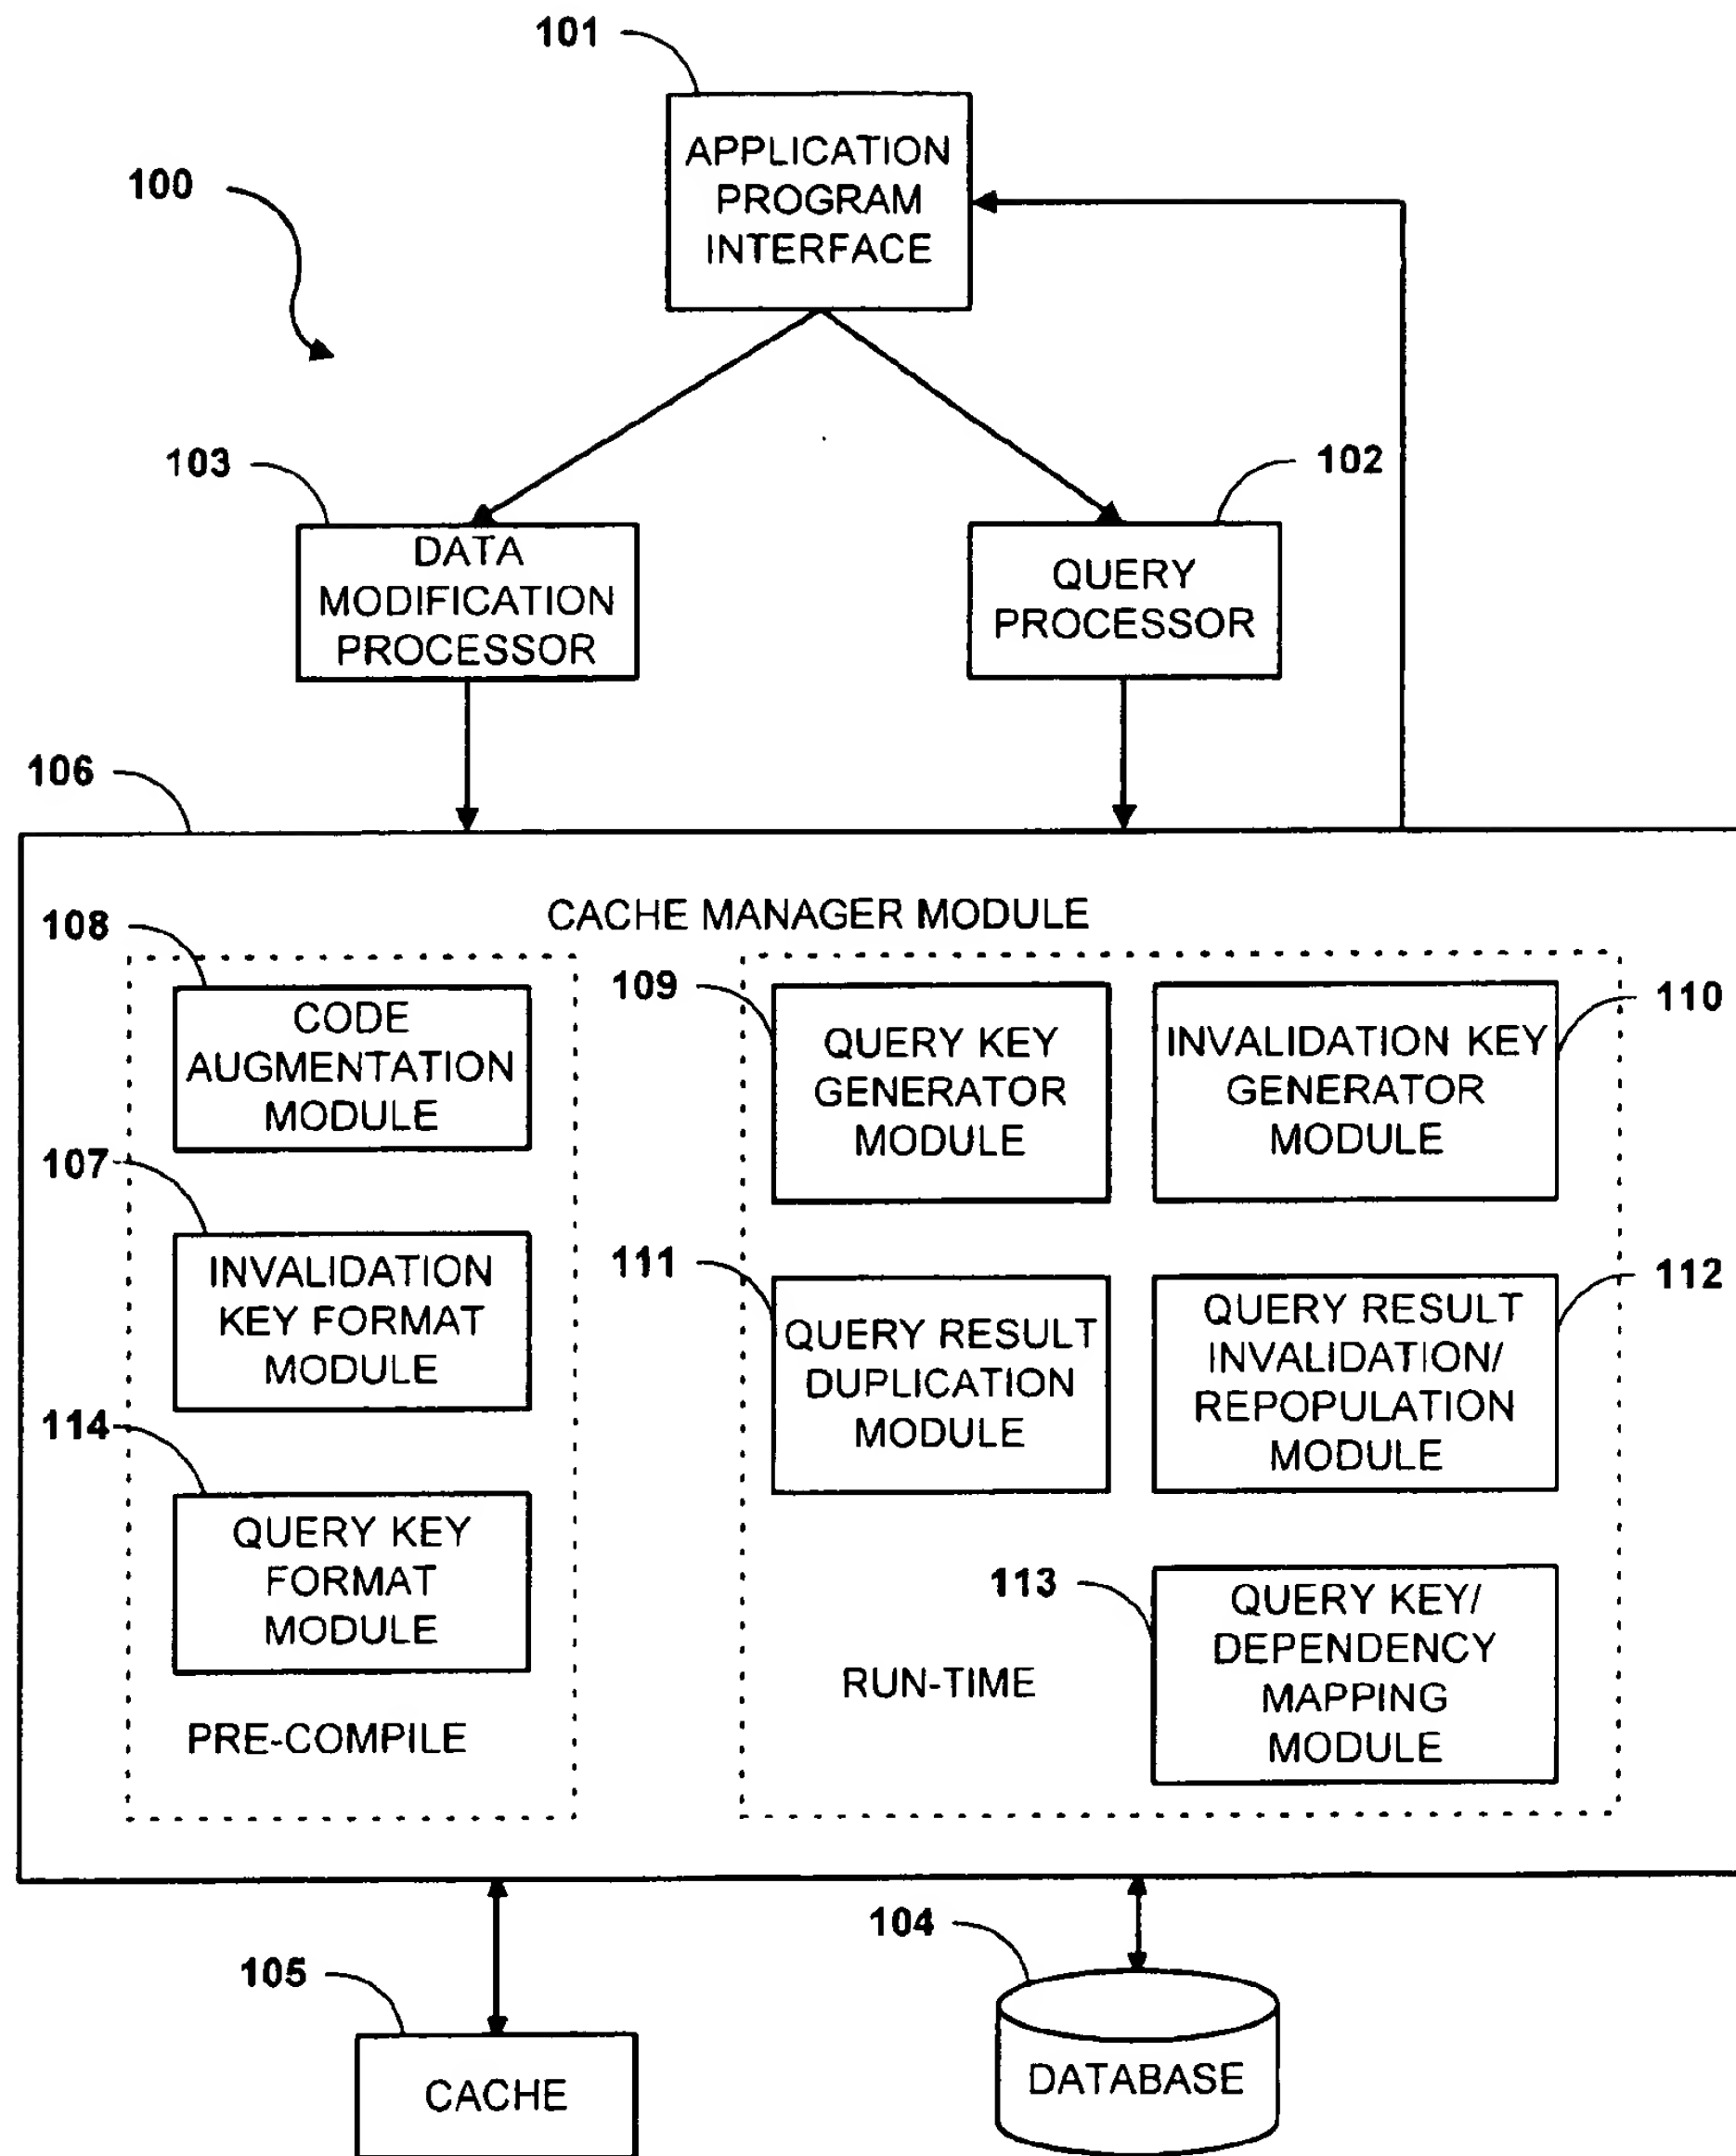 101
APPLICATION
PROGRAM
INTERFACE
100
103
102
DATA
MODIFICATION
PROCESSOR
QUERY
PROCESSOR
106
CACHE MANAGER MODULE
108
CODE
AUGMENTATION
MODULE
109
QUERY KEY
GENERATOR
MODULE
110
INVALIDATION KEY
GENERATOR
MODULE
107
INVALIDATION
KEY FORMAT
MODULE
111
QUERY RESULT
DUPLICATION
MODULE
112
QUERY RESULT
INVALIDATION/
REPOPULATION
MODULE
114
QUERY KEY
FORMAT
MODULE
113
QUERY KEY/
DEPENDENCY
MAPPING
MODULE
PRE-COMPILE
RUN-TIME
105
CACHE
104
DATABASE